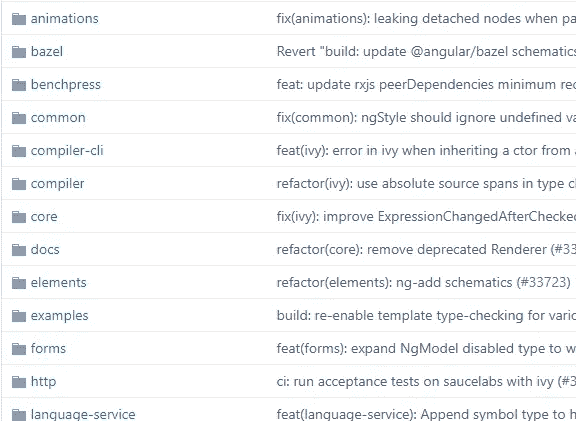 animations fix(animations): leaking detached nodes when pa
bazel Revert "build: update @angular/bazel schematics
benchpress feat: update rxjs peerDependencies minimum rec
common fix(common): ngStyle should ignore undefined va
compiler-cli feat(ivy): error in ivy when inheriting a ctor from
compiler refactor(ivy): use absolute source spans in type c
core fix(ivy): improve ExpressionChangedAfterChecked
docs refactor(core): remove deprecated Renderer (#33
elements refactor(elements): ng-add schematics (#33723)
examples build: re-enable template type-checking for vario
forms feat(forms): expand NgModel disabled type to w
http ci: run acceptance tests on saucelabs with ivy (#3
language-service feat(language-service): Append symbol type to h